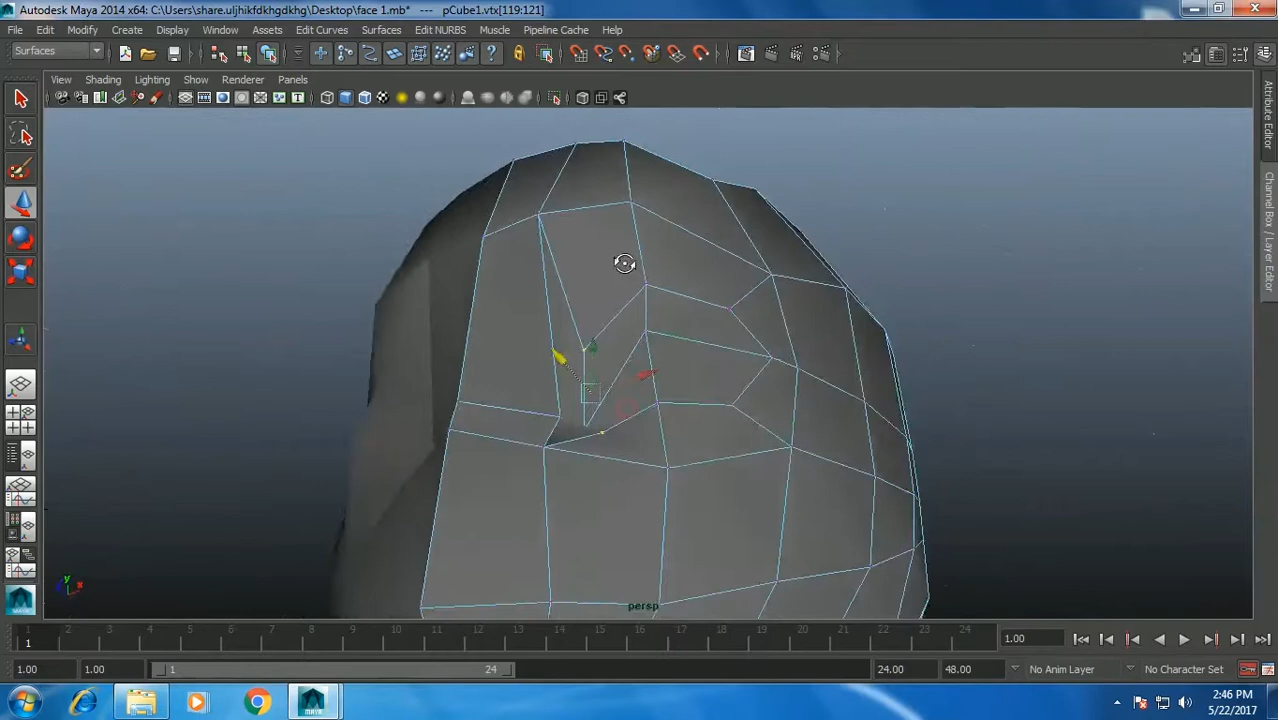 Autodesk Maya 2014 x64: C:\Users\share.uljhikfdkhgdkhg\Desktop\face 1.mb* --- pCube1.vtx[119:121]
File Edit Modify Create Display Window Assets Edit Curves Surfaces Edit NURBS Muscle Pipeline Cache Help
Surfaces
View Shading Lighting Show Renderer Panels
Attribute Editor
Channel Box / Layer Editor
y
x
persp
1 2 3 4 5 6 7 8 9 10 11 12 13 14 15 16 17 18 19 20 21 22 23 24
1
1.00
1.00 1.00 1 24 24.00 48.00 No Anim Layer No Character Set
2:46 PM
5/22/2017